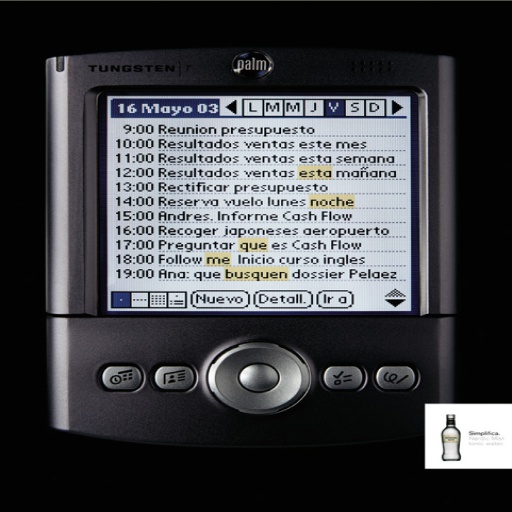 TUNGSTEN T
palm
16 Mayo 03 L M M J V S D
9:00 Reunion presupuesto
10:00 Resultados ventas este mes
11:00 Resultados ventas esta semana
12:00 Resultados ventas esta mañana
13:00 Rectificar presupuesto
14:00 Reserva vuelo lunes noche
15:00 Andres. Informe Cash Flow
16:00 Recoger japoneses aeropuerto
17:00 Preguntar que es Cash Flow
18:00 Follow me Inicio curso ingles
19:00 Ana: que busquen dossier Pelaez
Nuevo Detall. Ir a
Simplifica.